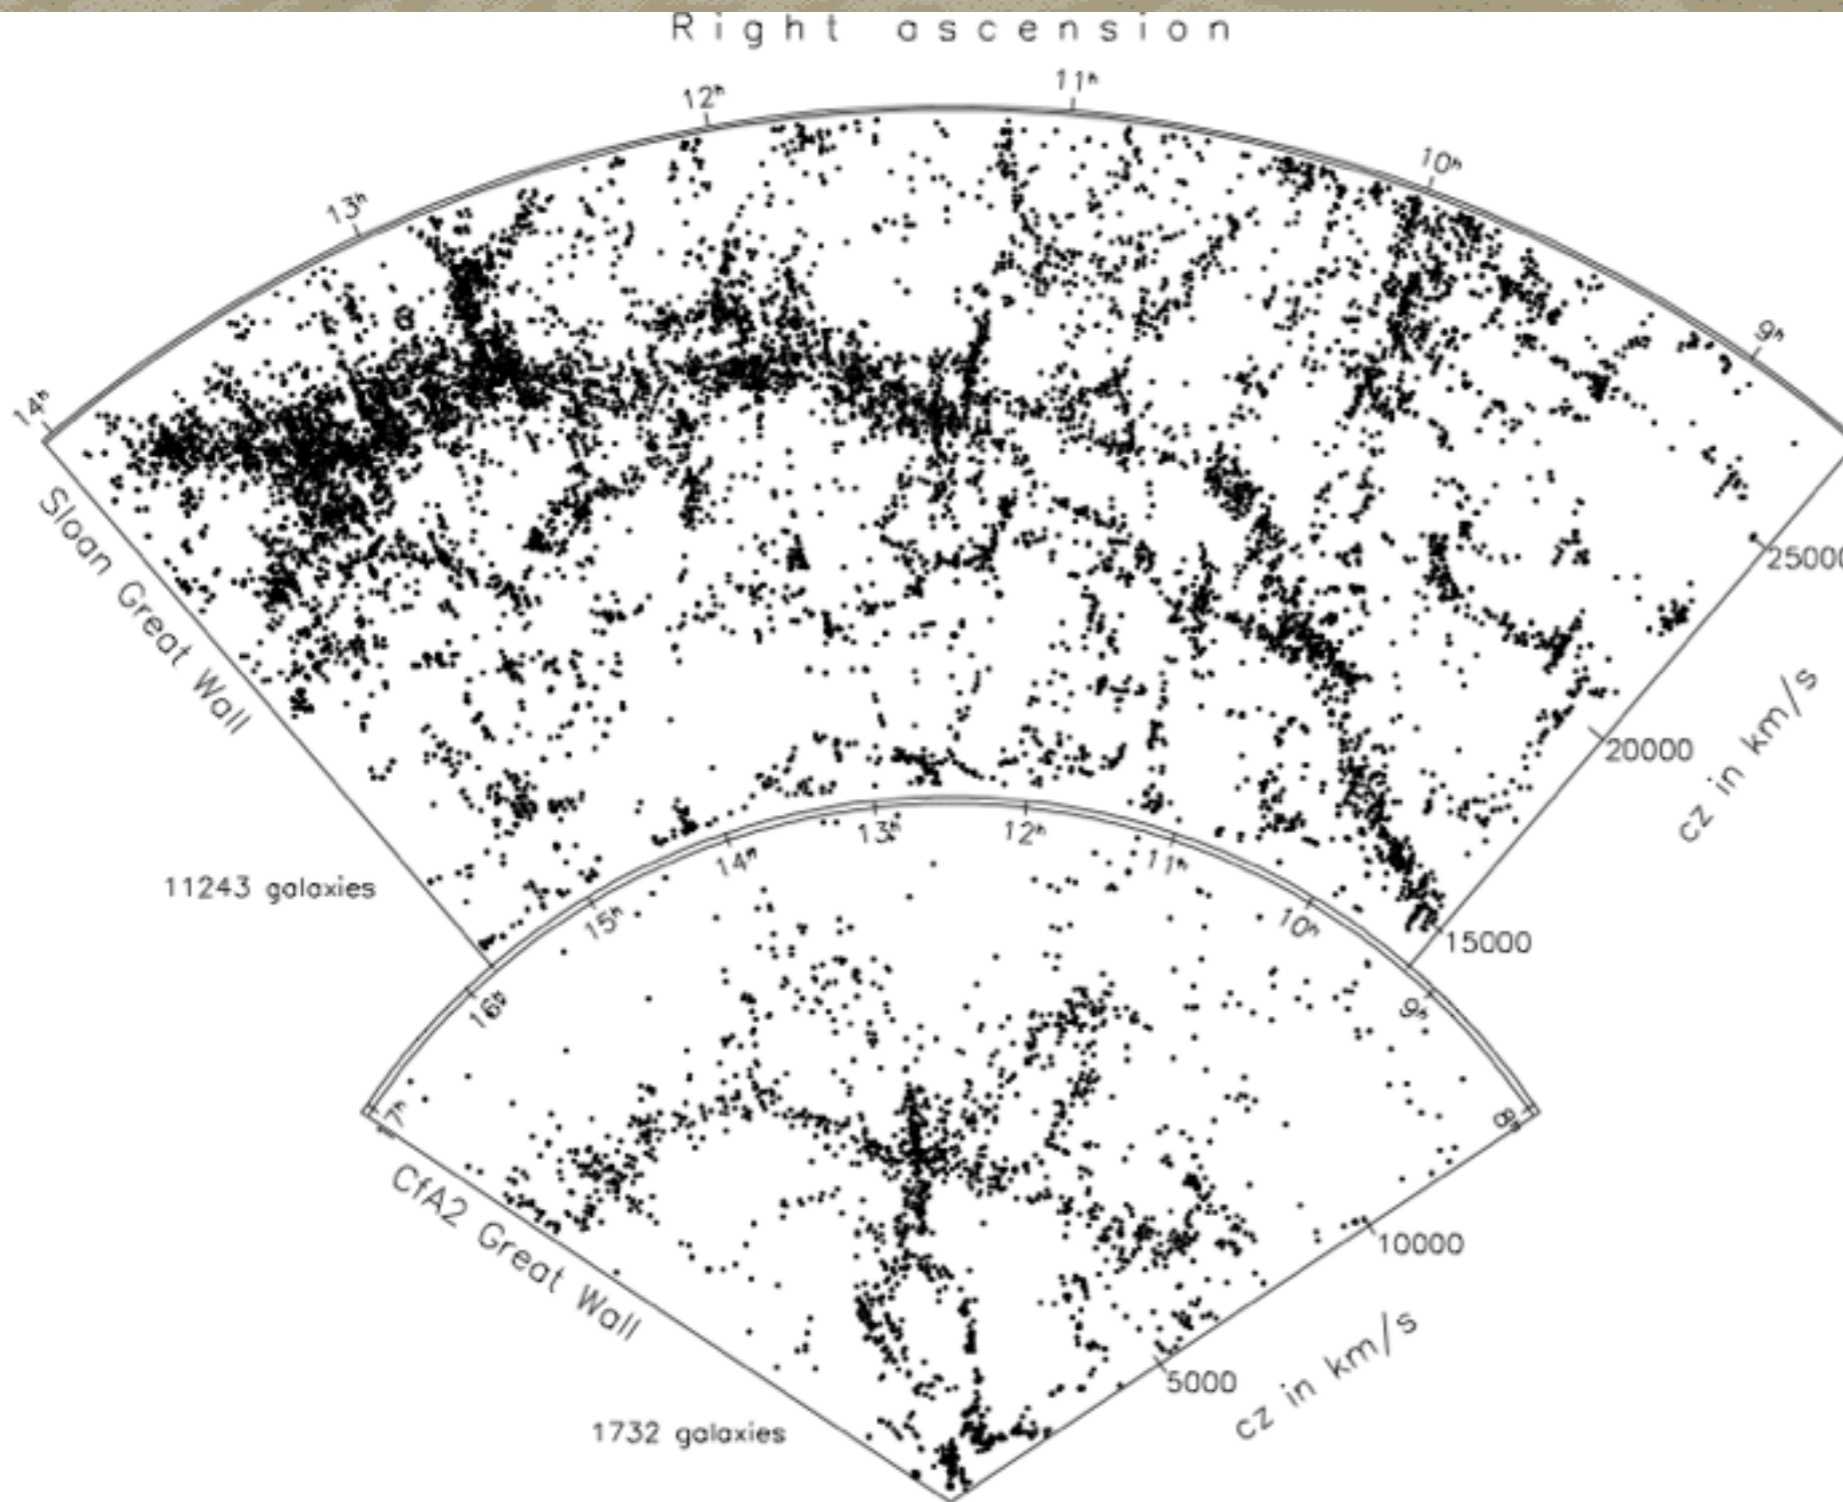 Right ascension
14ʰ
13ʰ
12ʰ
11ʰ
10ʰ
9ʰ
Sloan Great Wall
11243 galaxies
25000
20000
15000
cz in km/s
16ʰ
15ʰ
14ʰ
13ʰ
12ʰ
11ʰ
10ʰ
9ʰ
8ʰ
CfA2 Great Wall
1732 galaxies
10000
5000
cz in km/s